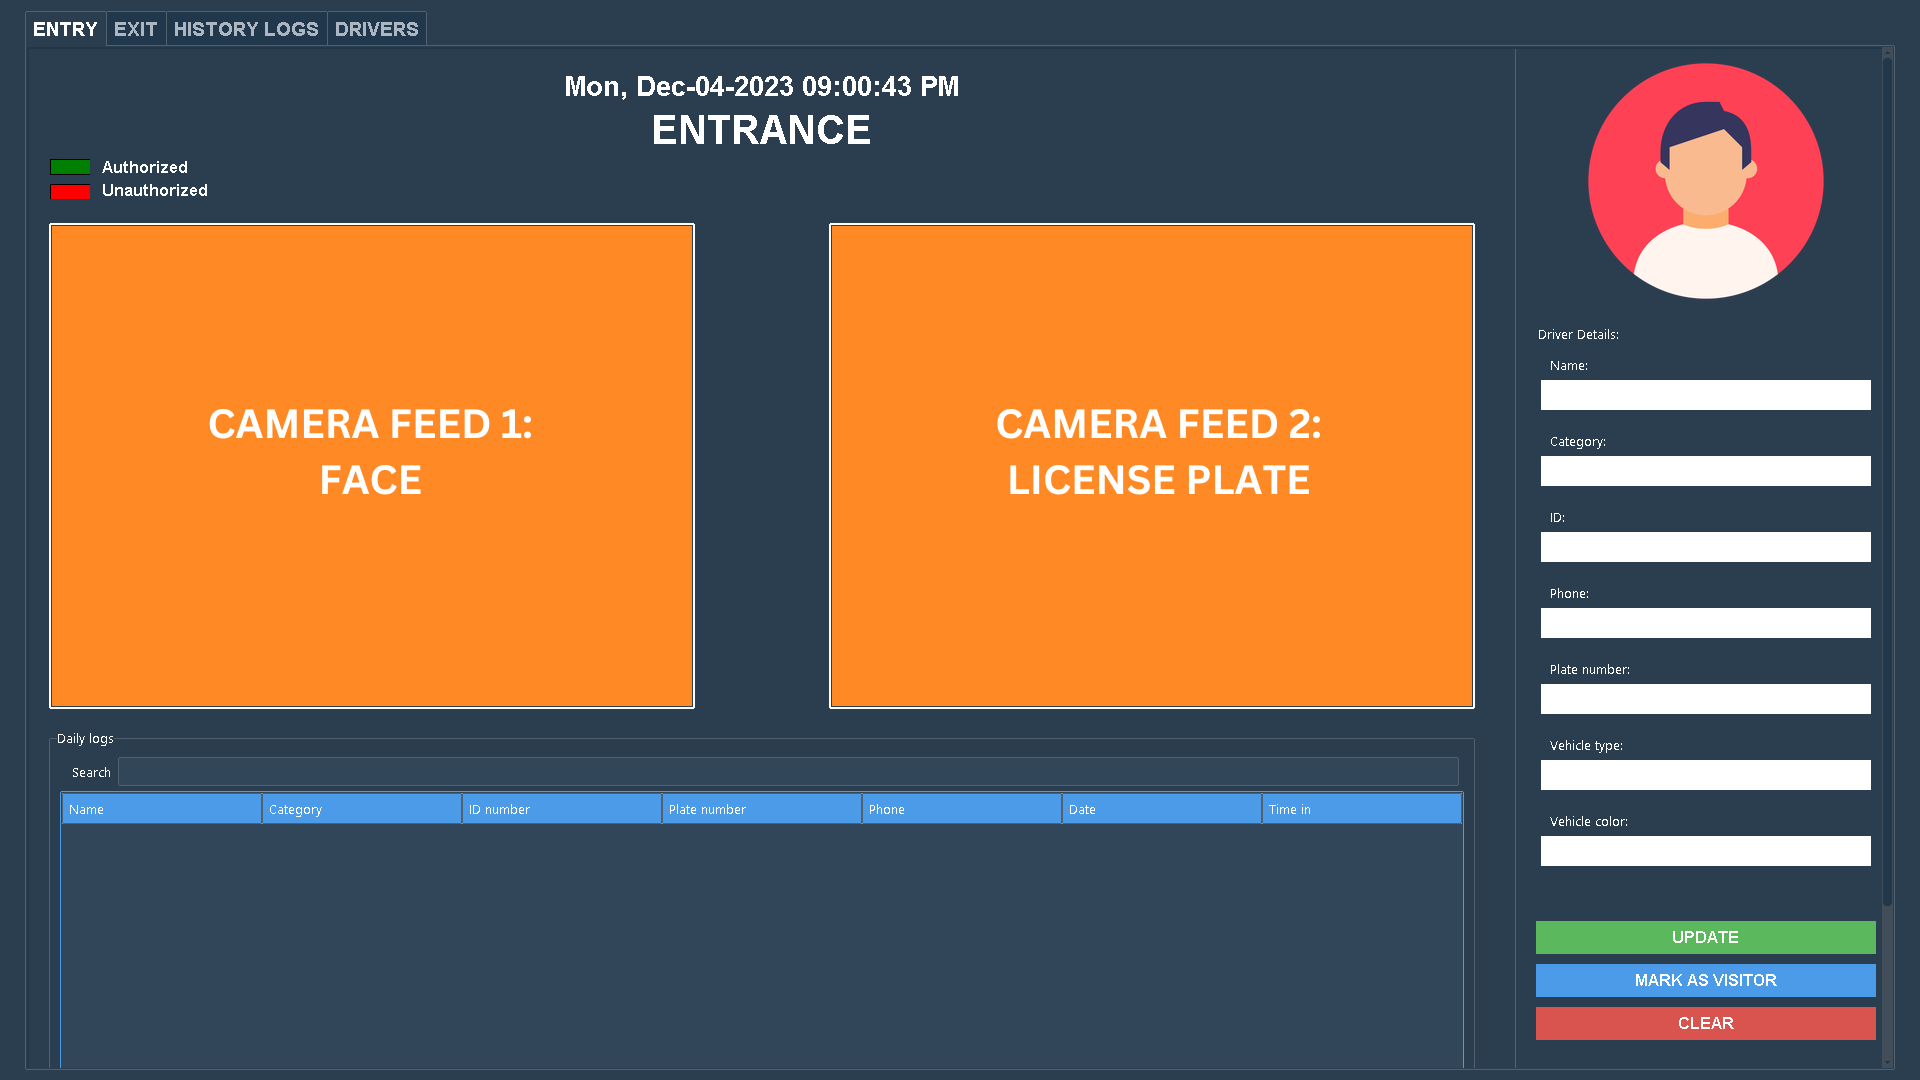 ENTRY
EXIT
HISTORY LOGS
DRIVERS
Mon, Dec-04-2023 09:00:43 PM
ENTRANCE
Authorized
Unauthorized
CAMERA FEED 1:
FACE
CAMERA FEED 2:
LICENSE PLATE
Daily logs
Search
Name
Category
ID number
Plate number
Phone
Date
Time in
Driver Details:
Name:
Category:
ID:
Phone:
Plate number:
Vehicle type:
Vehicle color:
UPDATE
MARK AS VISITOR
CLEAR